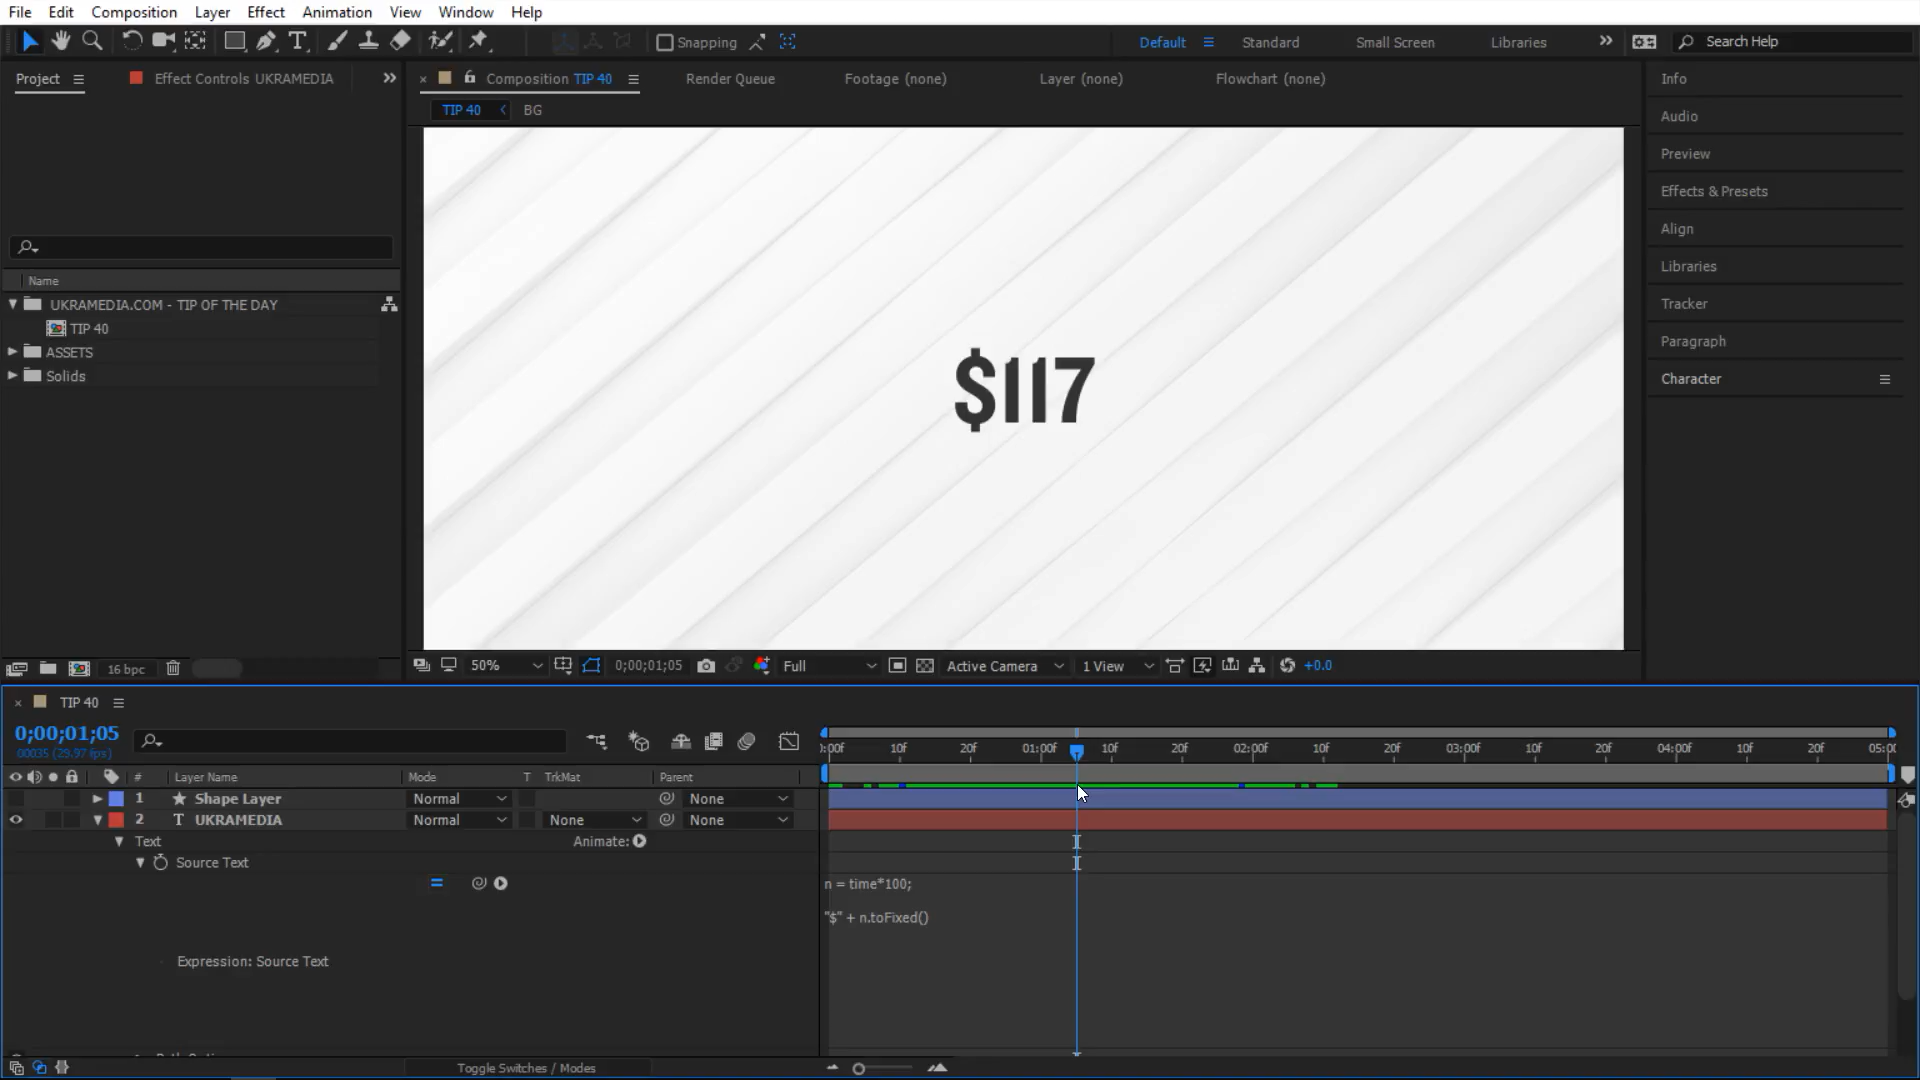 File Edit Composition Layer Effect Animation View Window Help
Snapping
Default Standard Small Screen Libraries Search Help
Project Effect Controls UKRAMEDIA
Composition TIP 40 Render Queue Footage (none) Layer (none) Flowchart (none)
TIP 40 BG
Name
UKRAMEDIA.COM - TIP OF THE DAY
TIP 40
ASSETS
Solids
$117
Info
Audio
Preview
Effects & Presets
Align
Libraries
Tracker
Paragraph
Character
16 bpc
50% 0;00;01;05 Full Active Camera 1 View +0.0
TIP 40
0;00;01;05
00035 (29.97 fps)
:00f 10f 20f 01:00f 10f 20f 02:00f 10f 20f 03:00f 10f 20f 04:00f 10f 20f
# Layer Name Mode T TrkMat Parent
1 Shape Layer Normal None
2 T UKRAMEDIA Normal None None
Text Animate:
Source Text
n = time*100;
"$" + n.toFixed()
Expression: Source Text
Toggle Switches / Modes